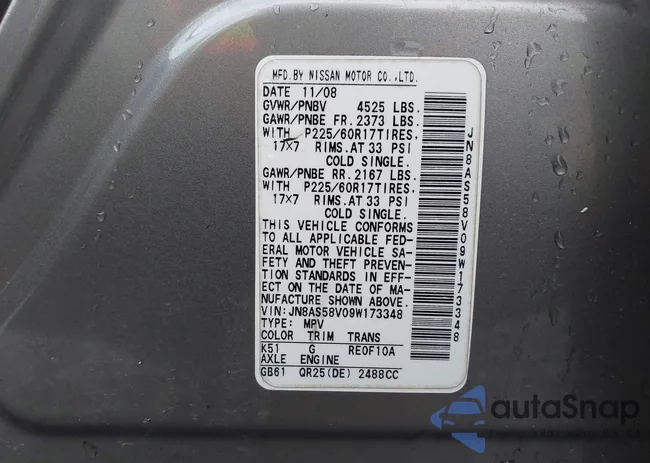 MFD.BY NISSAN MOTOR CO.,LTD.
DATE 11/08
GVWR/PNBV 4525 LBS.
GAWR/PNBE FR. 2373 LBS.
WITH P225/60R17TIRES.
17x7 RIMS.AT 33 PSI
COLD SINGLE.
GAWR/PNBE RR. 2167 LBS.
WITH P225/60R17TIRES.
17x7 RIMS.AT 33 PSI
COLD SINGLE.
THIS VEHICLE CONFORMS
TO ALL APPLICABLE FED-
ERAL MOTOR VEHICLE SA-
FETY AND THEFT PREVEN-
TION STANDARDS IN EFF-
ECT ON THE DATE OF MA-
NUFACTURE SHOWN ABOVE.
VIN:JN8AS58V09W173348
TYPE: MPV
COLOR TRIM TRANS
K51 G RE0F10A
AXLE ENGINE
GB61 QR25(DE) 2488CC
JN8AS58V09W173348
autoSnap